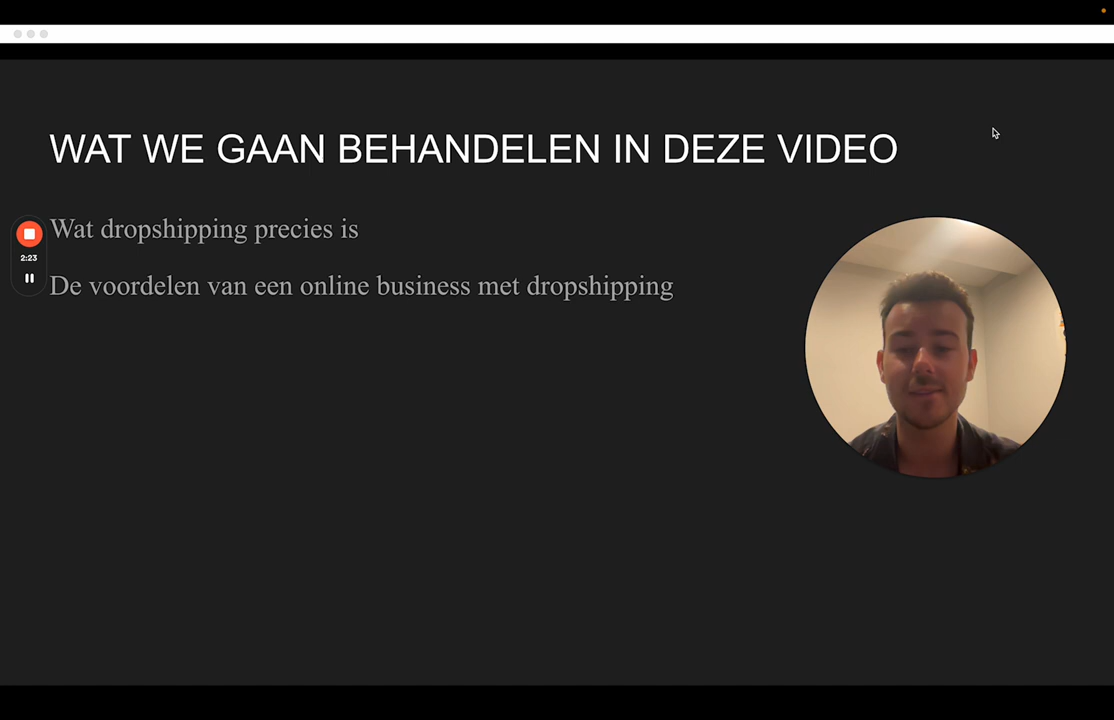 WAT WE GAAN BEHANDELEN IN DEZE VIDEO
Wat dropshipping precies is
2:23
De voordelen van een online business met dropshipping